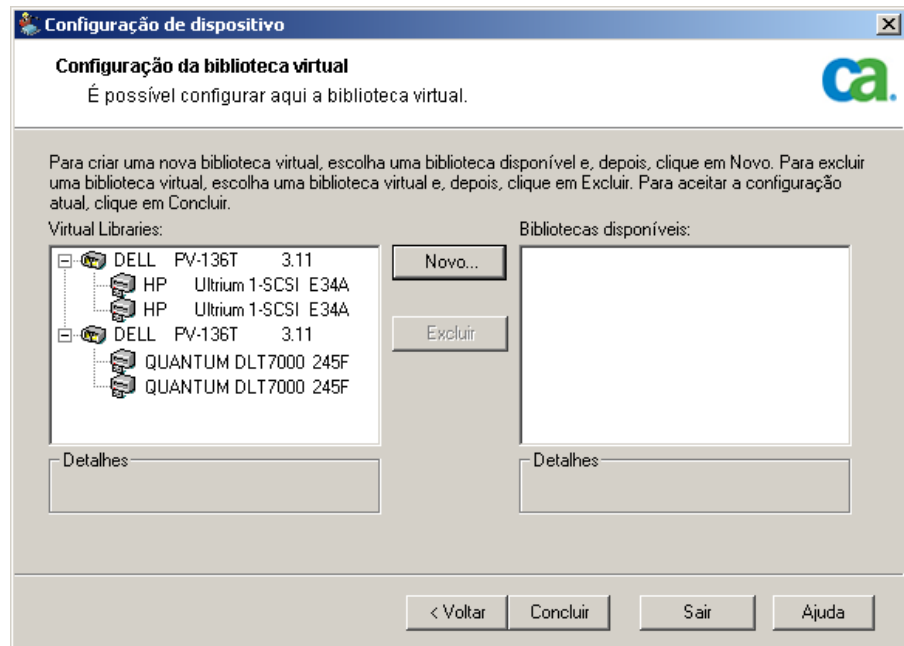 Configuração de dispositivo
Configuração da biblioteca virtual
É possível configurar aqui a biblioteca virtual.
ca.
Para criar uma nova biblioteca virtual, escolha uma biblioteca disponível e, depois, clique em Novo. Para excluir
uma biblioteca virtual, escolha uma biblioteca virtual e, depois, clique em Excluir. Para aceitar a configuração
atual, clique em Concluir.
Virtual Libraries:
DELL PV-136T 3.11
HP Ultrium 1-SCSI E34A
HP Ultrium 1-SCSI E34A
DELL PV-136T 3.11
QUANTUM DLT7000 245F
QUANTUM DLT7000 245F
Detalhes
Novo...
Excluir
Bibliotecas disponíveis:
Detalhes
< Voltar
Concluir
Sair
Ajuda